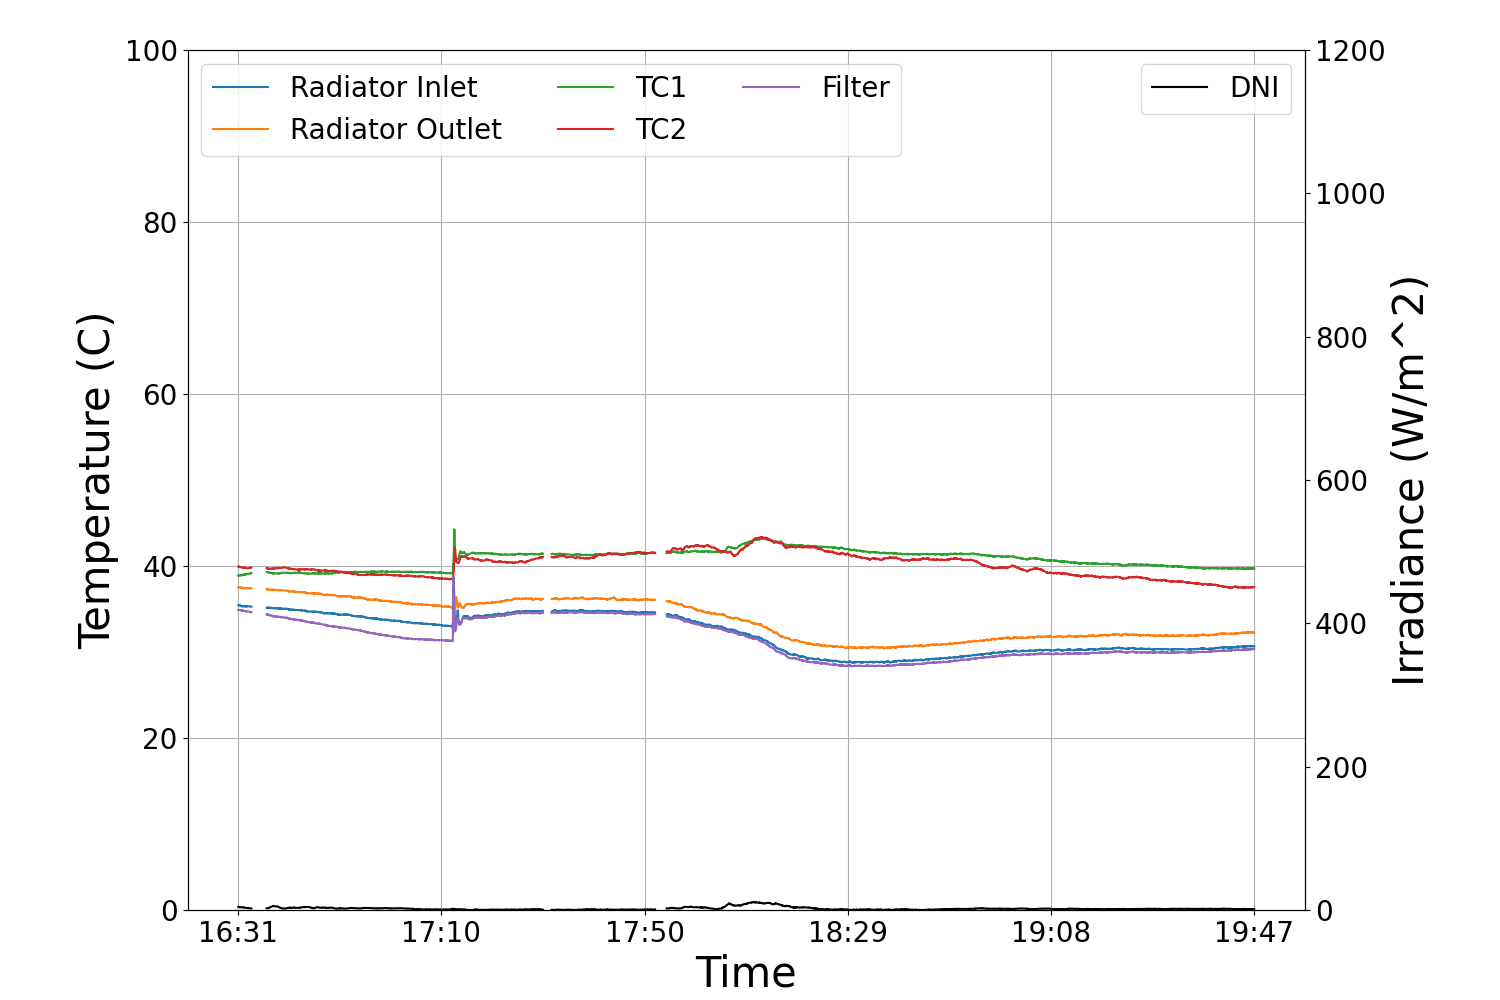 100
80
60
40
20
0
Temperature (C)
Radiator Inlet
Radiator Outlet
TC1
TC2
Filter
DNI
1200
1000
800
600
400
200
0
Irradiance (W/m^2)
16:31 17:10 17:50 18:29 19:08 19:47
Time